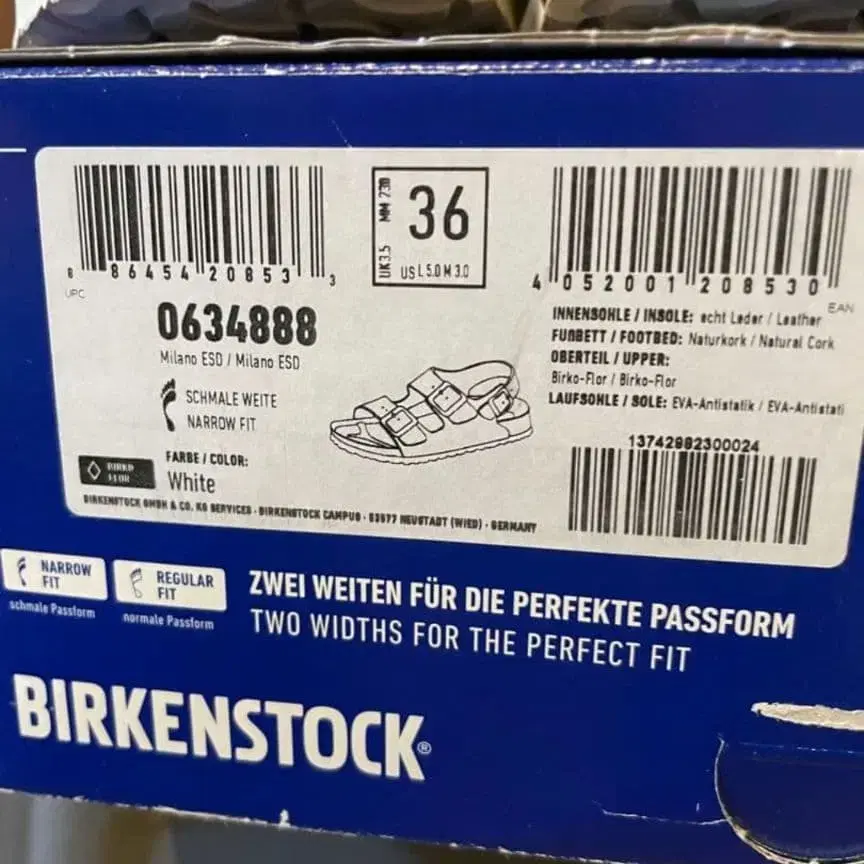 8 86454 20853 3
UPC
UK3.5 MM 230
36
US L 5.0 M 3.0
4 052001 208530
EAN
0634888
Milano ESD / Milano ESD
SCHMALE WEITE
NARROW FIT
BIRKO
FLOR
FARBE / COLOR:
White
BIRKENSTOCK GMBH & CO. KG SERVICES · BIRKENSTOCK CAMPUS · 53577 NEUSTADT (WIED) · GERMANY
INNENSOHLE / INSOLE: echt Leder / Leather
FUẞBETT / FOOTBED: Naturkork / Natural Cork
OBERTEIL / UPPER:
Birko-Flor / Birko-Flor
LAUFSOHLE / SOLE: EVA-Antistatik / EVA-Antistati
13742982300024
NARROW
FIT
schmale Passform
REGULAR
FIT
normale Passform
ZWEI WEITEN FÜR DIE PERFEKTE PASSFORM
TWO WIDTHS FOR THE PERFECT FIT
BIRKENSTOCK®